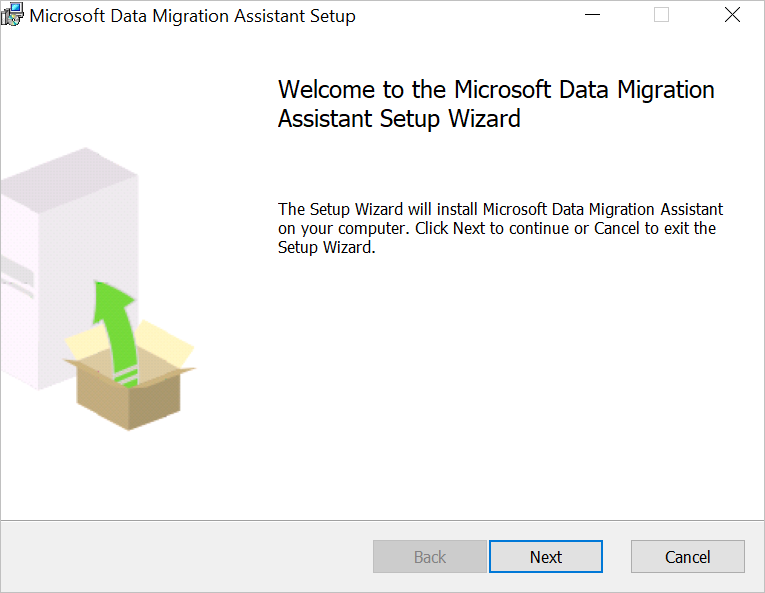 Microsoft Data Migration Assistant Setup
Welcome to the Microsoft Data Migration
Assistant Setup Wizard
The Setup Wizard will install Microsoft Data Migration Assistant
on your computer. Click Next to continue or Cancel to exit the
Setup Wizard.
Back
Next
Cancel